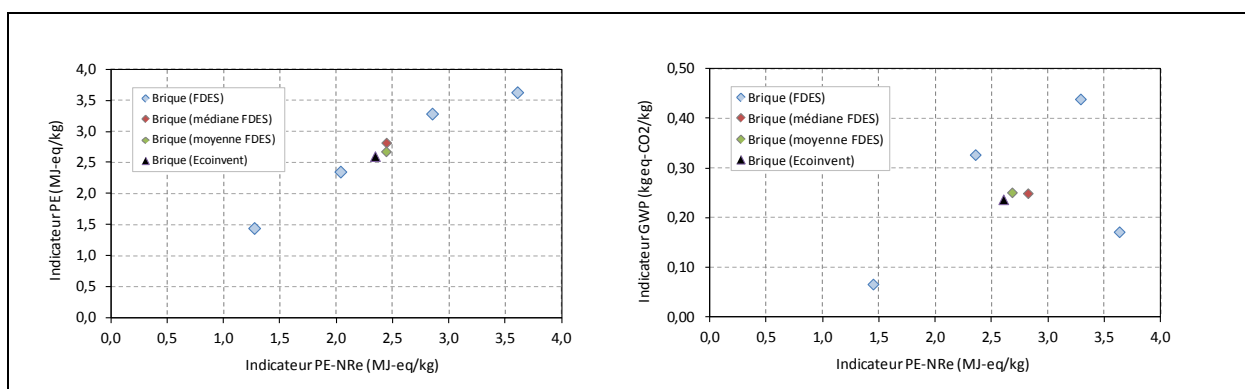 4,0
3,5
3,0
2,5
2,0
1,5
1,0
0,5
0,0
Indicateur PE (MJ-eq/kg)
Brique (FDES)
Brique (médiane FDES)
Brique (moyenne FDES)
Brique (Ecoinvent)
0,0 0,5 1,0 1,5 2,0 2,5 3,0 3,5 4,0
Indicateur PE-NRe (MJ-eq/kg)
0,50
0,40
0,30
0,20
0,10
0,00
Indicateur GWP (kgeq-CO2/kg)
Brique (FDES)
Brique (médiane FDES)
Brique (moyenne FDES)
Brique (Ecoinvent)
0,0 0,5 1,0 1,5 2,0 2,5 3,0 3,5 4,0
Indicateur PE-NRe (MJ-eq/kg)